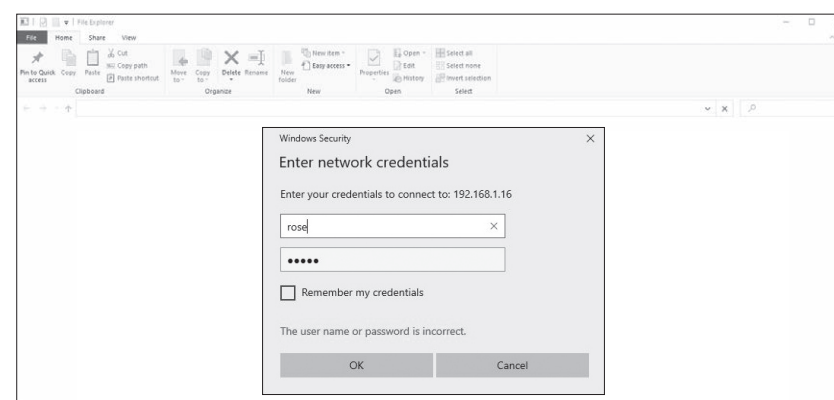 File Explorer
File Home Share View
Pin to Quick access
Copy
Paste
Cut
Copy path
Paste shortcut
Clipboard
Move to
Copy to
Delete
Rename
Organize
New folder
New item
Easy access
New
Properties
Open
Edit
History
Open
Select all
Select none
Invert selection
Select
Windows Security
Enter network credentials
Enter your credentials to connect to: 192.168.1.16
rose
•••••
Remember my credentials
The user name or password is incorrect.
OK Cancel